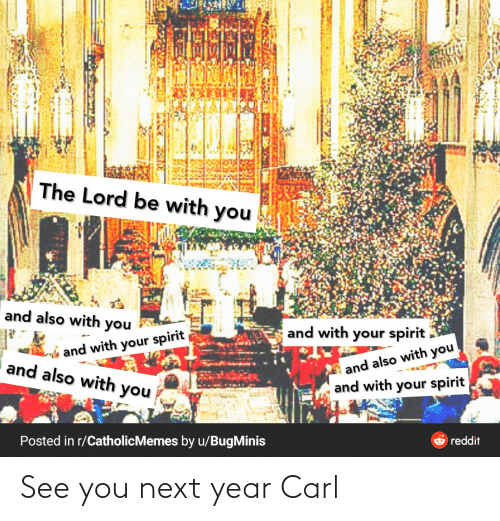 The Lord be with you
and also with you
and with your spirit
and with your spirit
and also with you
and also with you
and with your spirit
Posted in r/CatholicMemes by u/BugMinis
reddit
See you next year Carl